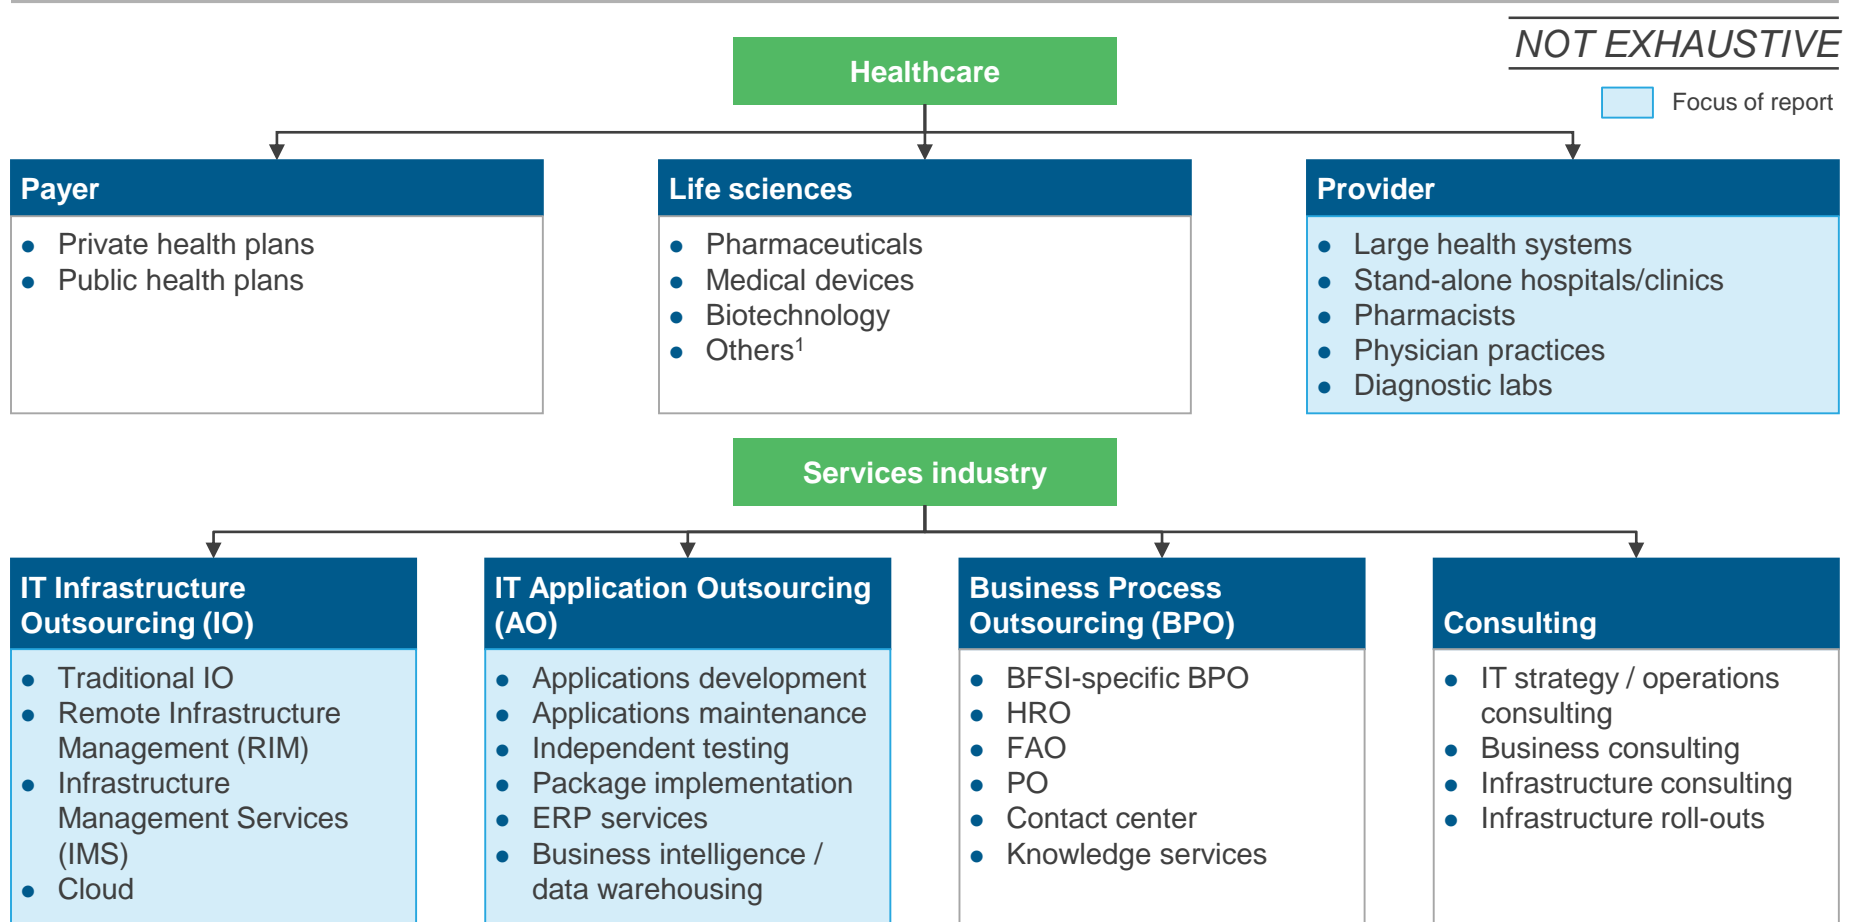 NOT EXHAUSTIVE
Healthcare
Focus of report
Payer
● Private health plans
● Public health plans
Life sciences
● Pharmaceuticals
● Medical devices
● Biotechnology
● Others¹
Provider
● Large health systems
● Stand-alone hospitals/clinics
● Pharmacists
● Physician practices
● Diagnostic labs
Services industry
IT Infrastructure
Outsourcing (IO)
● Traditional IO
● Remote Infrastructure
Management (RIM)
● Infrastructure
Management Services
(IMS)
● Cloud
IT Application Outsourcing
(AO)
● Applications development
● Applications maintenance
● Independent testing
● Package implementation
● ERP services
● Business intelligence /
data warehousing
Business Process
Outsourcing (BPO)
● BFSI-specific BPO
● HRO
● FAO
● PO
● Contact center
● Knowledge services
Consulting
● IT strategy / operations
consulting
● Business consulting
● Infrastructure consulting
● Infrastructure roll-outs